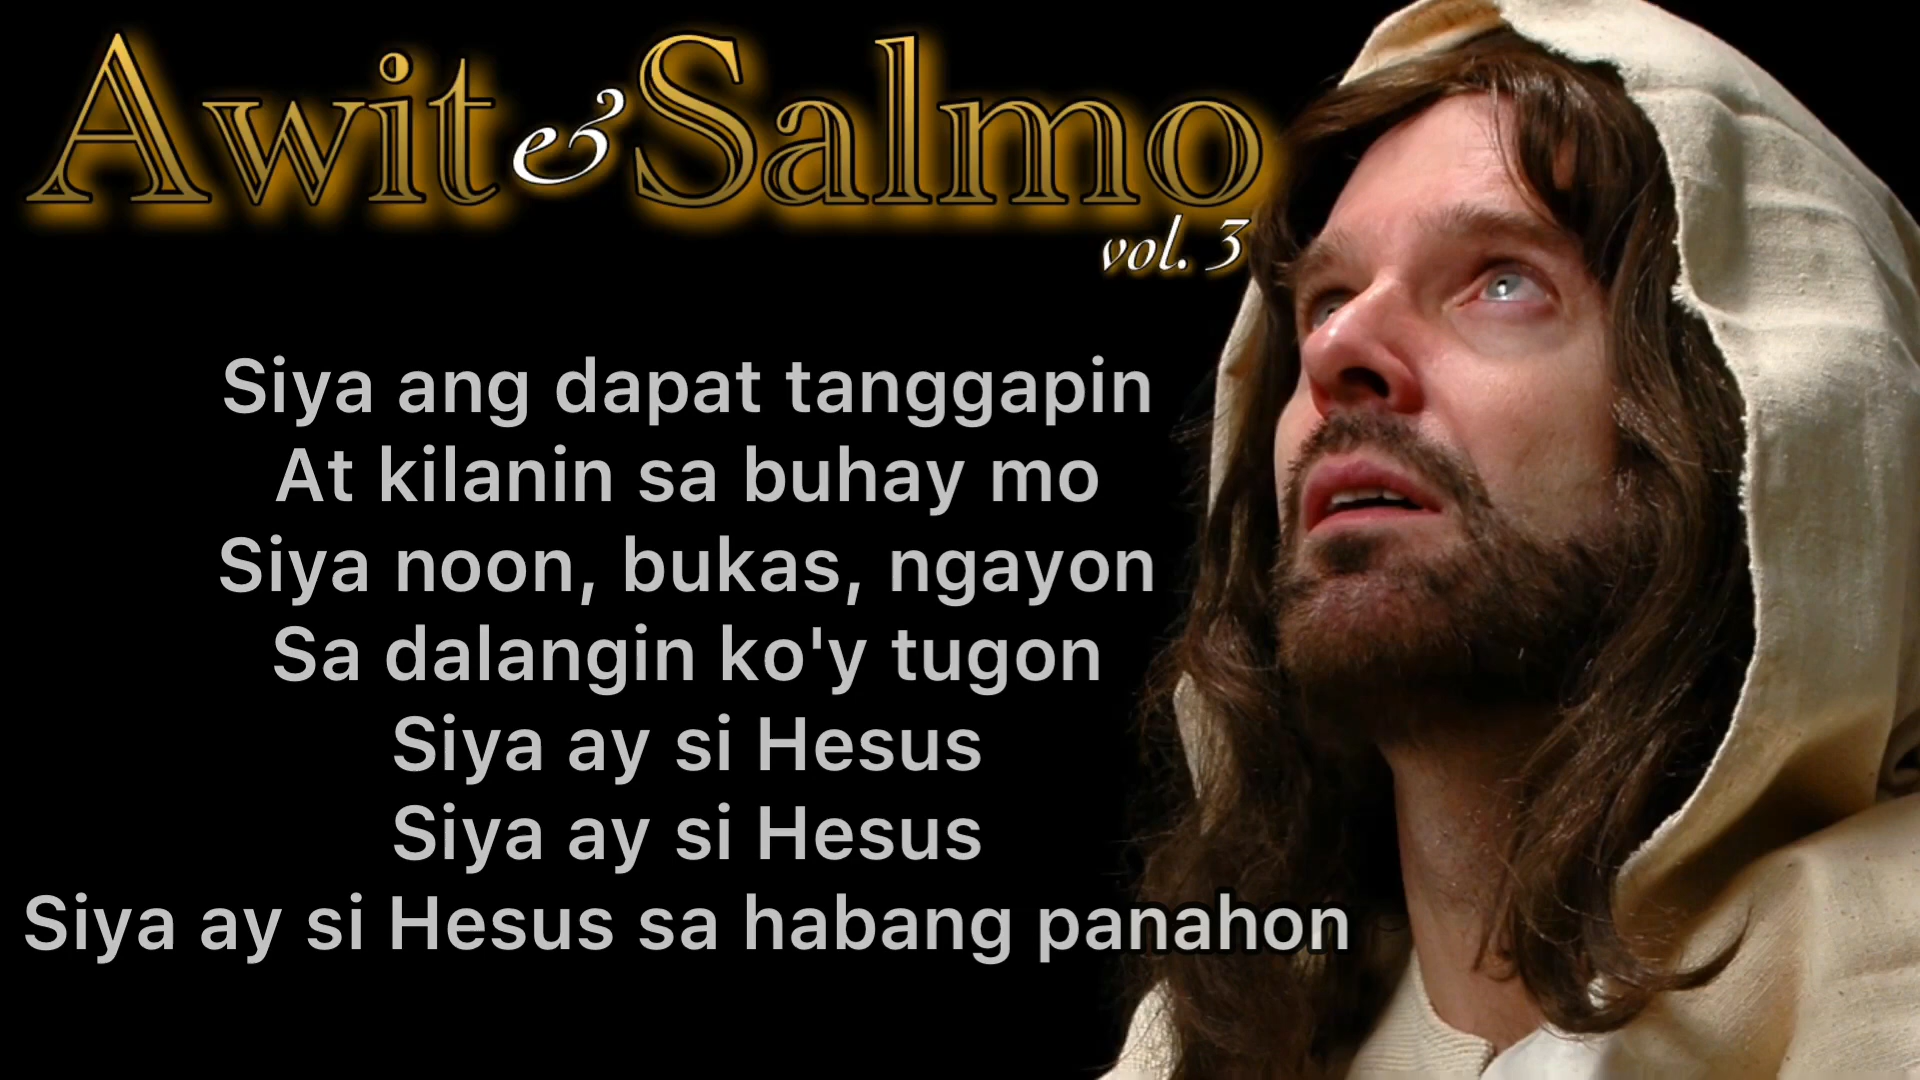 Awit & Salmo
vol. 3
Siya ang dapat tanggapin
At kilanin sa buhay mo
Siya noon, bukas, ngayon
Sa dalangin ko'y tugon
Siya ay si Hesus
Siya ay si Hesus
Siya ay si Hesus sa habang panahon